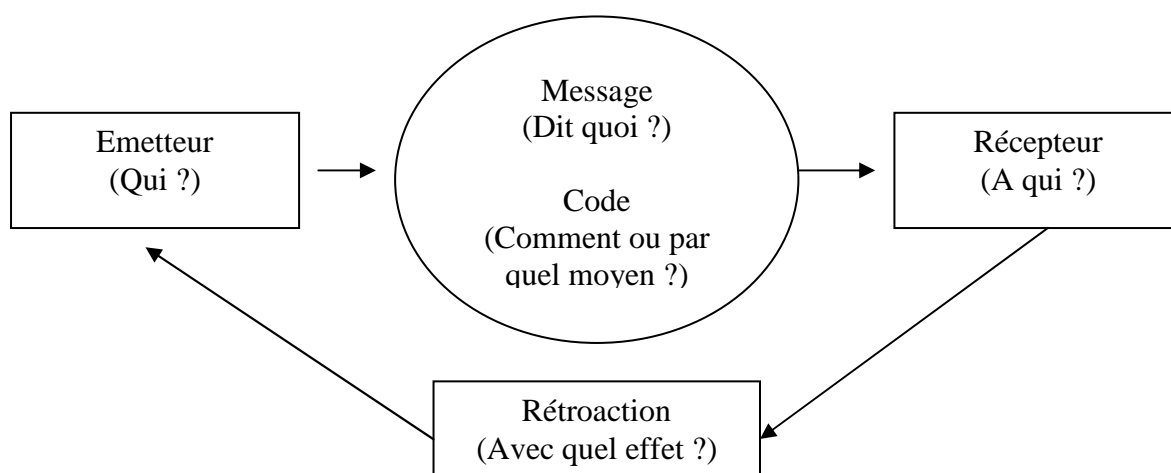 Emetteur
(Qui ?)
Message
(Dit quoi ?)
Code
(Comment ou par
quel moyen ?)
Récepteur
(A qui ?)
Rétroaction
(Avec quel effet ?)